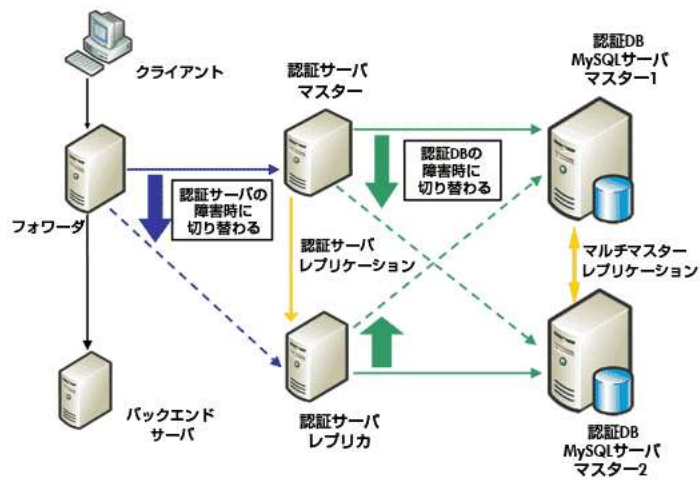 クライアント
認証サーバ
マスター
認証DB
MySQLサーバ
マスター1
認証サーバの
障害時に
切り替わる
認証DBの
障害時に
切り替わる
フォワーダ
認証サーバ
レプリケーション
マルチマスター
レプリケーション
バックエンド
サーバ
認証サーバ
レプリカ
認証DB
MySQLサーバ
マスター2